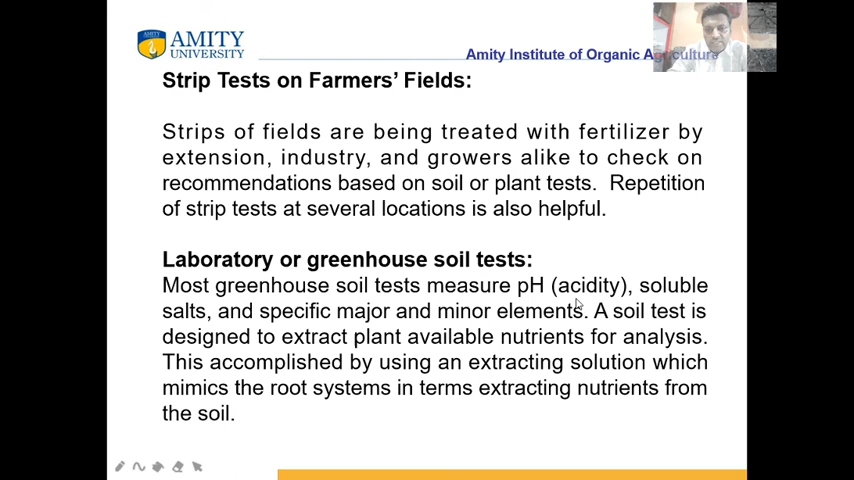 AMITY
AMITY
UNIVERSITY
Amity Institute of Organic Agriculture
Strip Tests on Farmers’ Fields:
Strips of fields are being treated with fertilizer by
extension, industry, and growers alike to check on
recommendations based on soil or plant tests. Repetition
of strip tests at several locations is also helpful.
Laboratory or greenhouse soil tests:
Most greenhouse soil tests measure pH (acidity), soluble
salts, and specific major and minor elements. A soil test is
designed to extract plant available nutrients for analysis.
This accomplished by using an extracting solution which
mimics the root systems in terms extracting nutrients from
the soil.